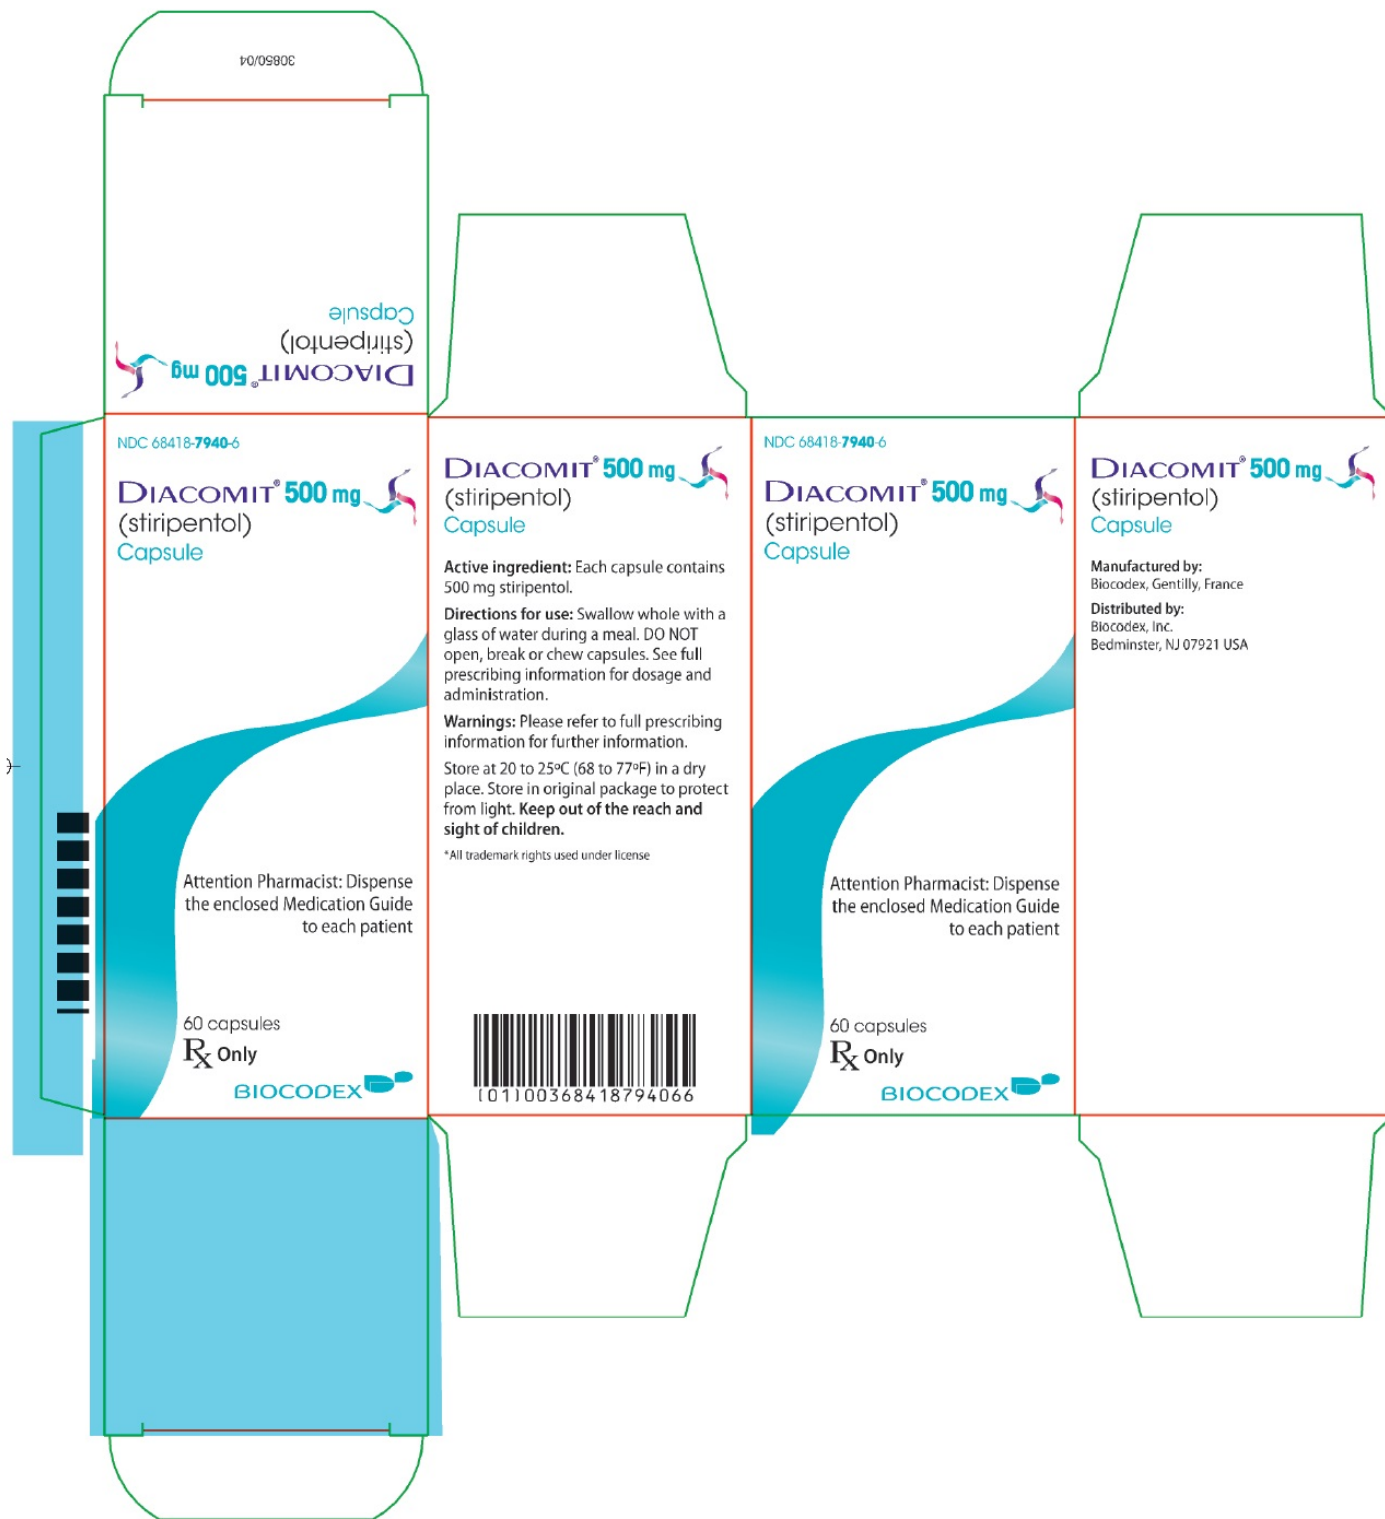 30850/04
DIACOMIT® 500 mg
(stiripentol)
Capsule
NDC 68418-7940-6
DIACOMIT® 500 mg
(stiripentol)
Capsule
Attention Pharmacist: Dispense
the enclosed Medication Guide
to each patient
60 capsules
Rx Only
BIOCODEX
DIACOMIT® 500 mg
(stiripentol)
Capsule
Active ingredient: Each capsule contains
500 mg stiripentol.
Directions for use: Swallow whole with a
glass of water during a meal. DO NOT
open, break or chew capsules. See full
prescribing information for dosage and
administration.
Warnings: Please refer to full prescribing
information for further information.
Store at 20 to 25ºC (68 to 77ºF) in a dry
place. Store in original package to protect
from light. Keep out of the reach and
sight of children.
*All trademark rights used under license
(01)00368418794066
NDC 68418-7940-6
DIACOMIT® 500 mg
(stiripentol)
Capsule
Attention Pharmacist: Dispense
the enclosed Medication Guide
to each patient
60 capsules
Rx Only
BIOCODEX
DIACOMIT® 500 mg
(stiripentol)
Capsule
Manufactured by:
Biocodex, Gentilly, France
Distributed by:
Biocodex, Inc.
Bedminster, NJ 07921 USA